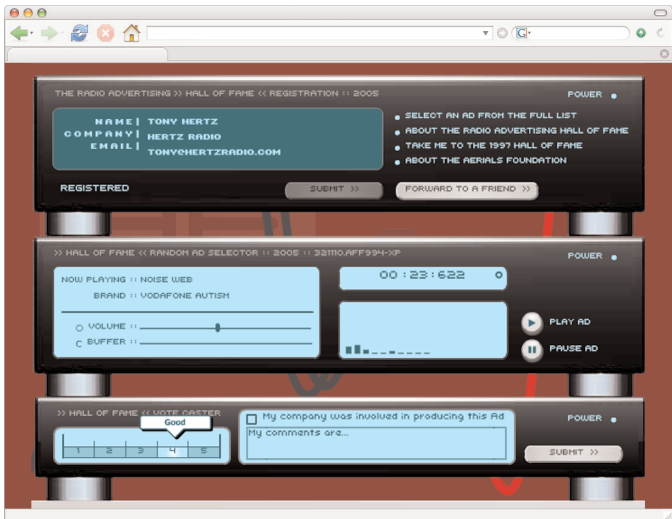 THE RADIO ADVERTISING >> HALL OF FAME << REGISTRATION :: 2005
POWER
NAME| TONY HERTZ
COMPANY| HERTZ RADIO
EMAIL| TONY@HERTZRADIO.COM
SELECT AN AD FROM THE FULL LIST
ABOUT THE RADIO ADVERTISING HALL OF FAME
TAKE ME TO THE 1997 HALL OF FAME
ABOUT THE AERIALS FOUNDATION
REGISTERED
SUBMIT >>
FORWARD TO A FRIEND >>
>> HALL OF FAME << RANDOM AD SELECTOR :: 2005 :: 321110.AFF994-XP
POWER
NOW PLAYING :: NOISE WEB
BRAND :: VODAFONE AUTISM
VOLUME ::
BUFFER ::
00:23:622
PLAY AD
PAUSE AD
>> HALL OF FAME << VOTE CASTER
POWER
Good
1 2 3 4 5
My company was involved in producing this Ad
My comments are...
SUBMIT >>